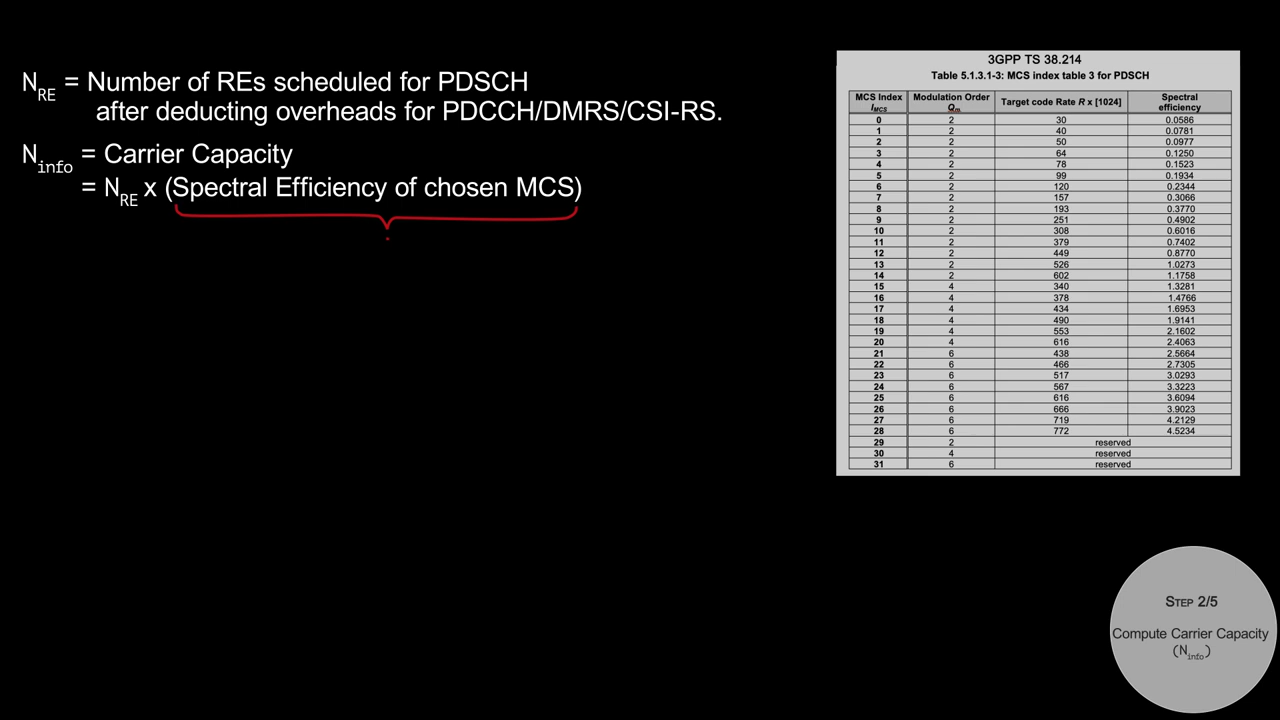 N_RE = Number of REs scheduled for PDSCH
after deducting overheads for PDCCH/DMRS/CSI-RS.
N_info = Carrier Capacity
= N_RE x (Spectral Efficiency of chosen MCS)
3GPP TS 38.214
Table 5.1.3.1-3: MCS index table 3 for PDSCH
MCS Index I_MCS Modulation Order Q_m Target code Rate R x [1024] Spectral efficiency
0 2 30 0.0586
1 2 40 0.0781
2 2 50 0.0977
3 2 64 0.1250
4 2 78 0.1523
5 2 99 0.1934
6 2 120 0.2344
7 2 157 0.3066
8 2 193 0.3770
9 2 251 0.4902
10 2 308 0.6016
11 2 379 0.7402
12 2 449 0.8770
13 2 526 1.0273
14 2 602 1.1758
15 4 340 1.3281
16 4 378 1.4766
17 4 434 1.6953
18 4 490 1.9141
19 4 553 2.1602
20 4 616 2.4063
21 6 438 2.5664
22 6 466 2.7305
23 6 517 3.0293
24 6 567 3.3223
25 6 616 3.6094
26 6 666 3.9023
27 6 719 4.2129
28 6 772 4.5234
29 2 reserved
30 4 reserved
31 6 reserved
STEP 2/5
Compute Carrier Capacity
(N_info)